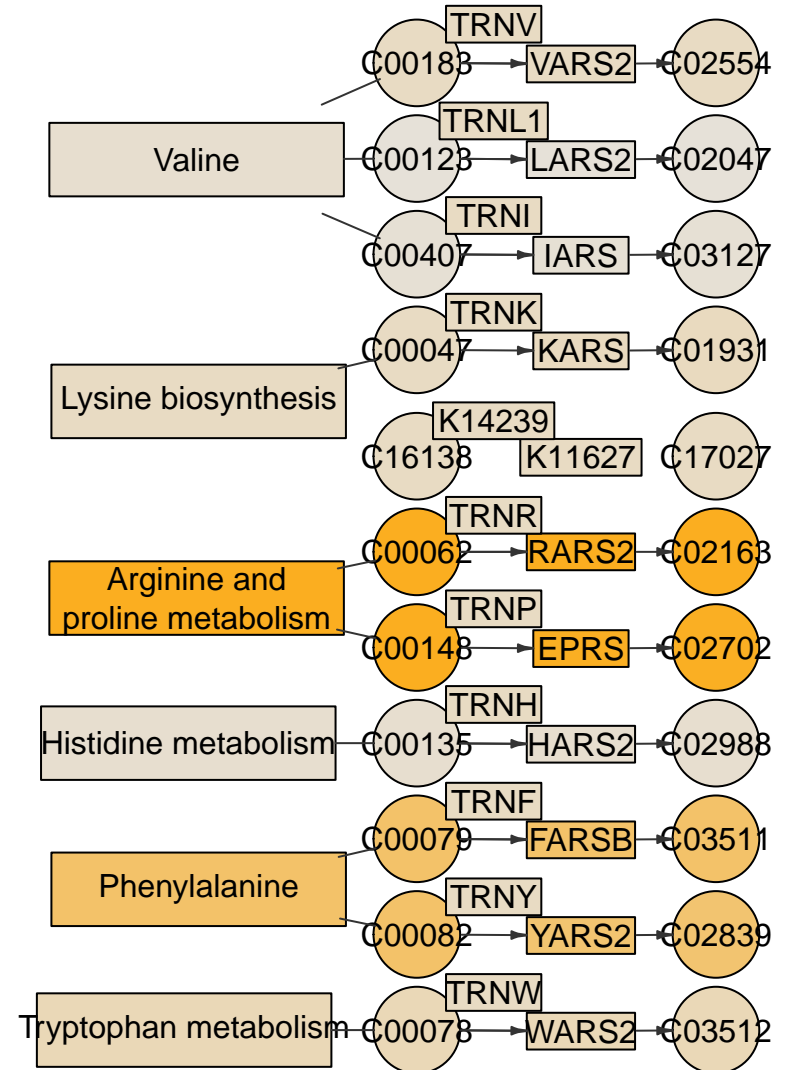 TRNV
C00183 VARS2 C02554
TRNL1
Valine C00123 LARS2 C02047
TRNI
C00407 IARS C03127
TRNK
C00047 KARS C01931
Lysine biosynthesis
K14239
C16138 K11627 C17027
TRNR
C00062 RARS2 C02163
Arginine and
proline metabolism
TRNP
C00148 EPRS C02702
TRNH
Histidine metabolism C00135 HARS2 C02988
TRNF
C00079 FARSB C03511
Phenylalanine
TRNY
C00082 YARS2 C02839
TRNW
Tryptophan metabolism C00078 WARS2 C03512